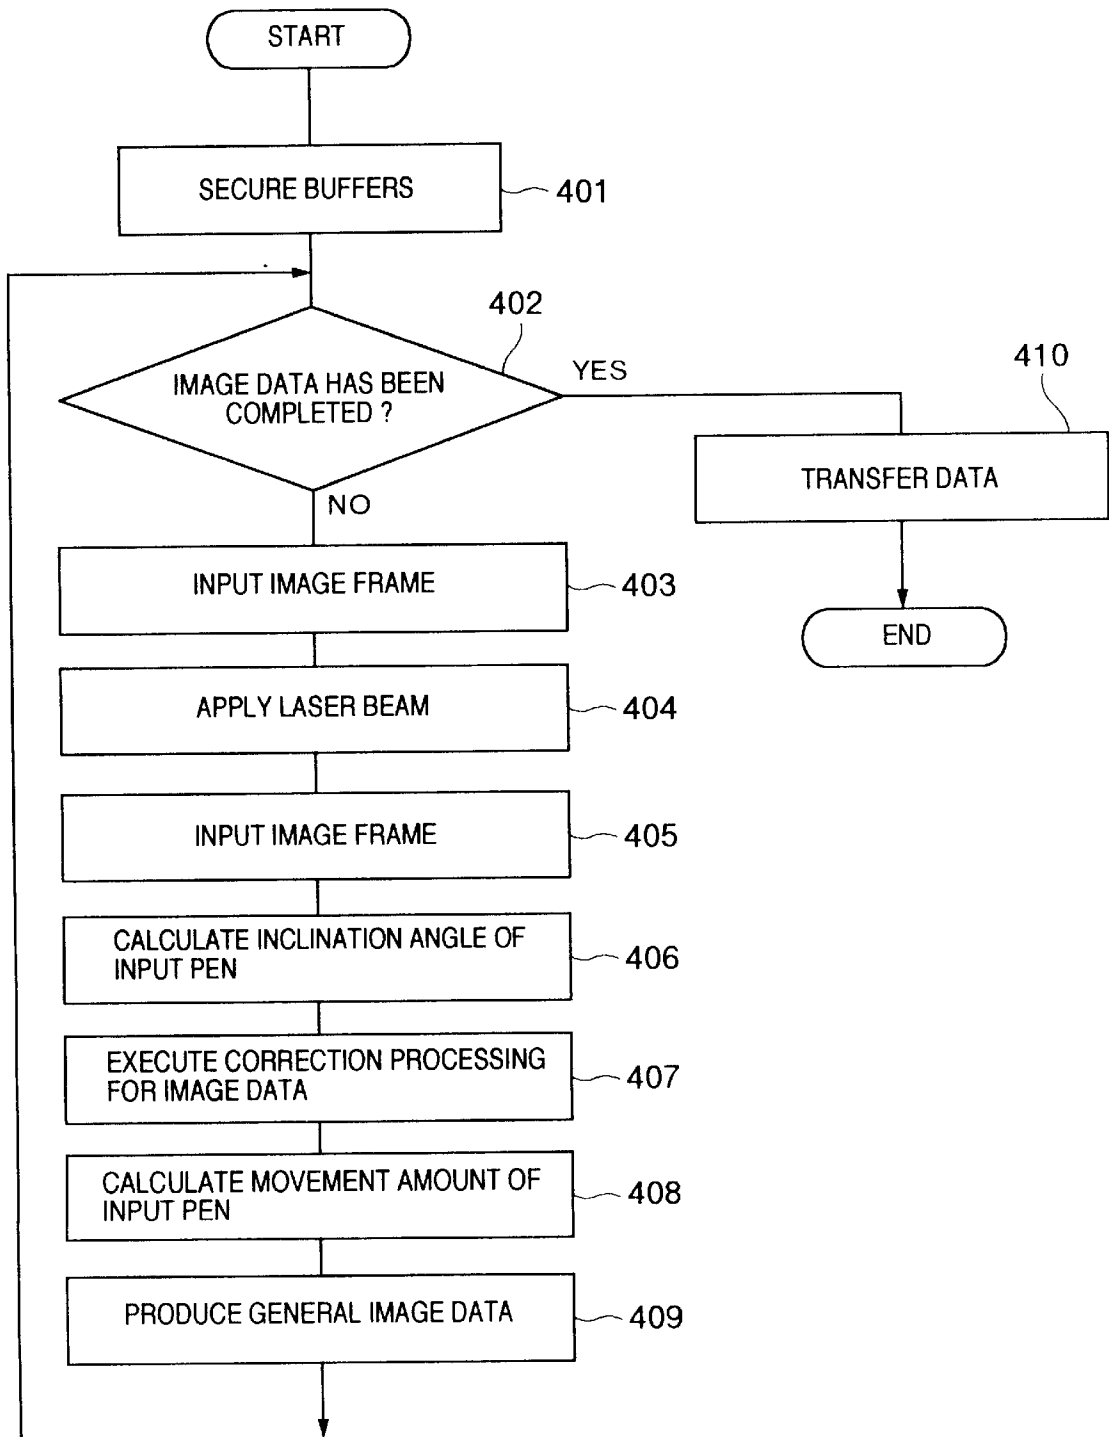 START
SECURE BUFFERS
401
402
IMAGE DATA HAS BEEN
COMPLETED ?
YES
NO
410
TRANSFER DATA
END
INPUT IMAGE FRAME
403
APPLY LASER BEAM
404
INPUT IMAGE FRAME
405
CALCULATE INCLINATION ANGLE OF
INPUT PEN
406
EXECUTE CORRECTION PROCESSING
FOR IMAGE DATA
407
CALCULATE MOVEMENT AMOUNT OF
INPUT PEN
408
PRODUCE GENERAL IMAGE DATA
409